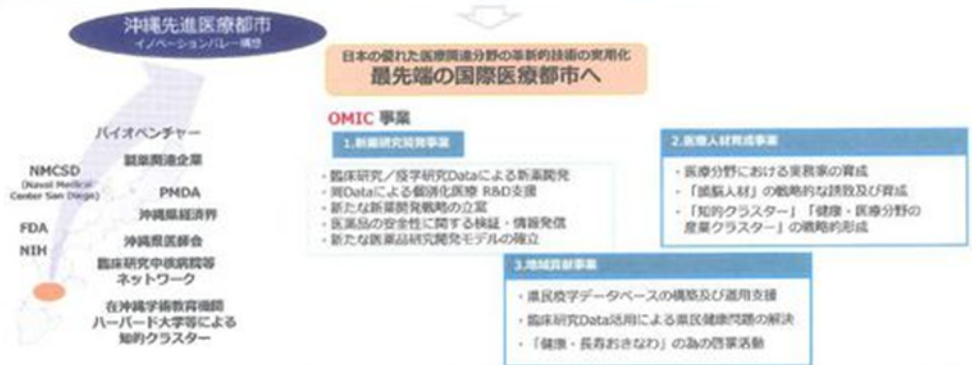 沖縄先進医療都市
イノベーションバレー構想
日本の優れた医療関連分野の革新的技術の実用化
最先端の国際医療都市へ
バイオベンチャー
製薬関連企業
NMCSD
(Naval Medical
Center San Diego)
PMDA
沖縄県経済界
FDA
沖縄県医師会
NIH
臨床研究中核病院等
ネットワーク
在沖縄学術教育機関
ハーバード大学等による
知的クラスター
OMIC 事業
1.新薬研究開発事業
・臨床研究/疫学研究Dataによる新薬開発
・同Dataによる個別化医療 R&D支援
・新たな新薬開発戦略の立案
・医薬品の安全性に関する検証・情報発信
・新たな医薬品研究開発モデルの確立
2.医療人材育成事業
・医療分野における実務家の育成
・「頭脳人材」の戦略的な誘致及び育成
・「知的クラスター」「健康・医療分野の
産業クラスター」の戦略的形成
3.地域貢献事業
・県民疫学データベースの構築及び運用支援
・臨床研究Data活用による県民健康問題の解決
・「健康・長寿おきなわ」の為の啓蒙活動